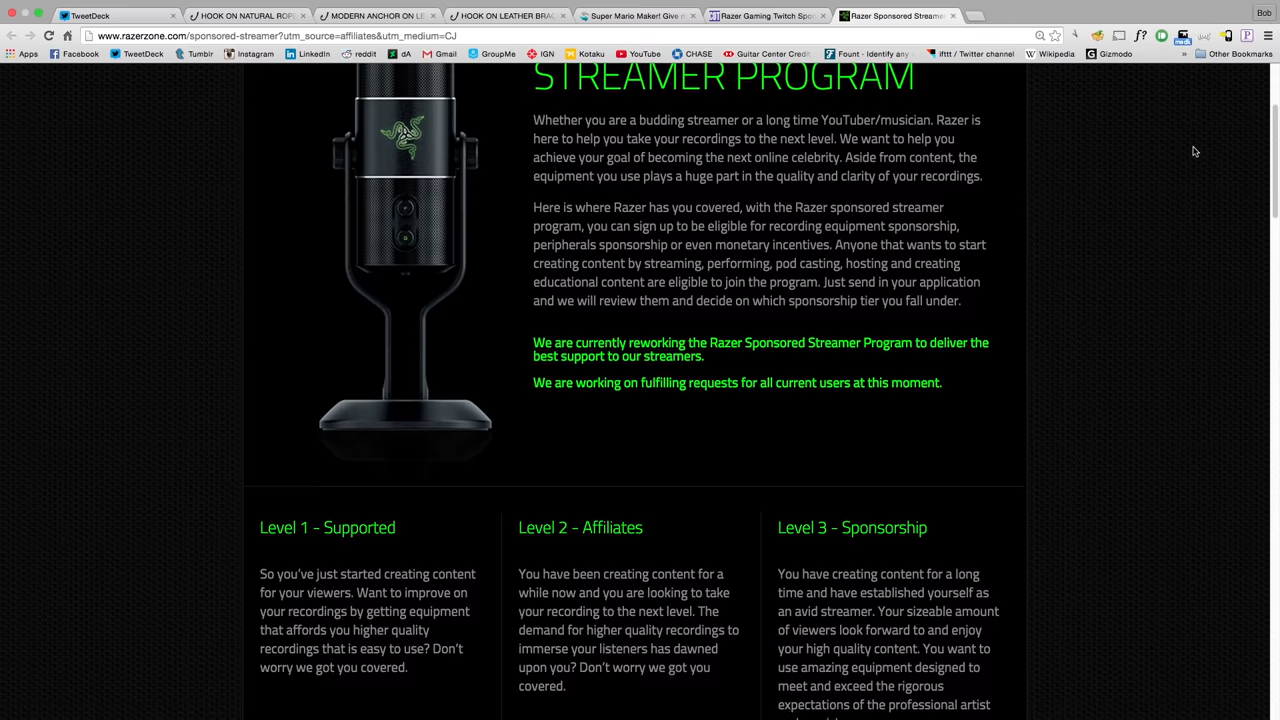 TweetDeck
HOOK ON NATURAL ROPE
MODERN ANCHOR ON LE
HOOK ON LEATHER BRAC
Super Mario Maker! Give m
Razer Gaming Twitch Spon
Razer Sponsored Streamer
Bob
www.razerzone.com/sponsored-streamer?utm_source=affiliates&utm_medium=CJ
Apps
Facebook
TweetDeck
Tumblr
Instagram
LinkedIn
reddit
dA
Gmail
GroupMe
IGN
Kotaku
YouTube
CHASE
Guitar Center Credit
Fount - Identify any
ifttt / Twitter channel
Wikipedia
Gizmodo
»
Other Bookmarks
STREAMER PROGRAM
Whether you are a budding streamer or a long time YouTuber/musician. Razer is
here to help you take your recordings to the next level. We want to help you
achieve your goal of becoming the next online celebrity. Aside from content, the
equipment you use plays a huge part in the quality and clarity of your recordings.
Here is where Razer has you covered, with the Razer sponsored streamer
program, you can sign up to be eligible for recording equipment sponsorship,
peripherals sponsorship or even monetary incentives. Anyone that wants to start
creating content by streaming, performing, pod casting, hosting and creating
educational content are eligible to join the program. Just send in your application
and we will review them and decide on which sponsorship tier you fall under.
We are currently reworking the Razer Sponsored Streamer Program to deliver the
best support to our streamers.
We are working on fulfilling requests for all current users at this moment.
Level 1 - Supported
So you've just started creating content
for your viewers. Want to improve on
your recordings by getting equipment
that affords you higher quality
recordings that is easy to use? Don't
worry we got you covered.
Level 2 - Affiliates
You have been creating content for a
while now and you are looking to take
your recording to the next level. The
demand for higher quality recordings to
immerse your listeners has dawned
upon you? Don't worry we got you
covered.
Level 3 - Sponsorship
You have creating content for a long
time and have established yourself as
an avid streamer. Your sizeable amount
of viewers look forward to and enjoy
your high quality content. You want to
use amazing equipment designed to
meet and exceed the rigorous
expectations of the professional artist